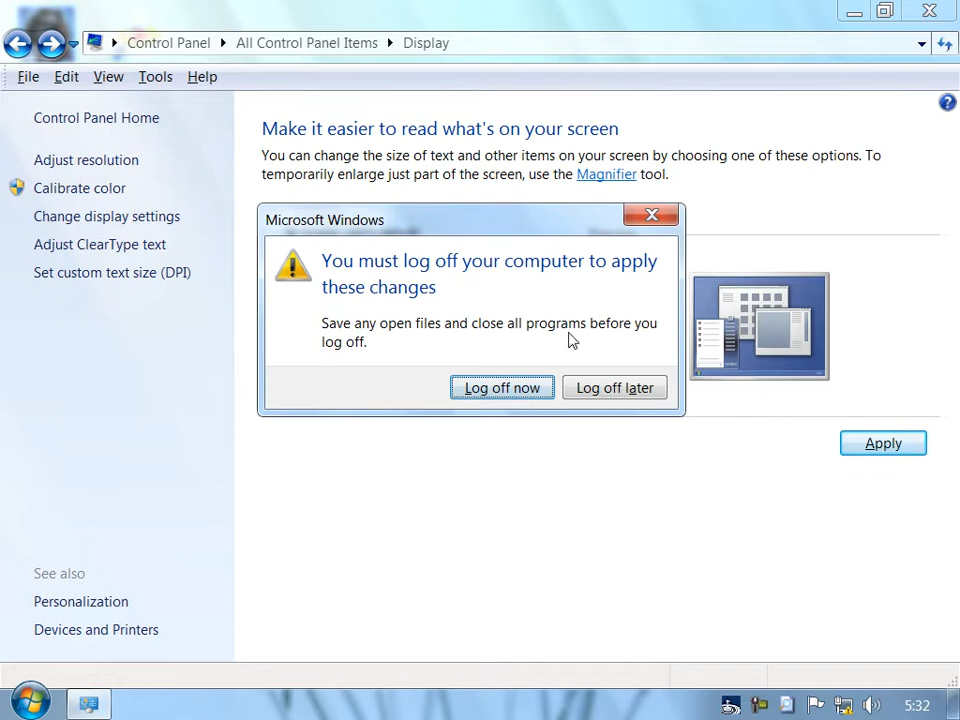 Control Panel
All Control Panel Items
Display
File Edit View Tools Help
Control Panel Home
Adjust resolution
Calibrate color
Change display settings
Adjust ClearType text
Set custom text size (DPI)
See also
Personalization
Devices and Printers
Make it easier to read what's on your screen
You can change the size of text and other items on your screen by choosing one of these options. To
temporarily enlarge just part of the screen, use the Magnifier tool.
Microsoft Windows
You must log off your computer to apply
these changes
Save any open files and close all programs before you
log off.
Log off now
Log off later
Apply
5:32